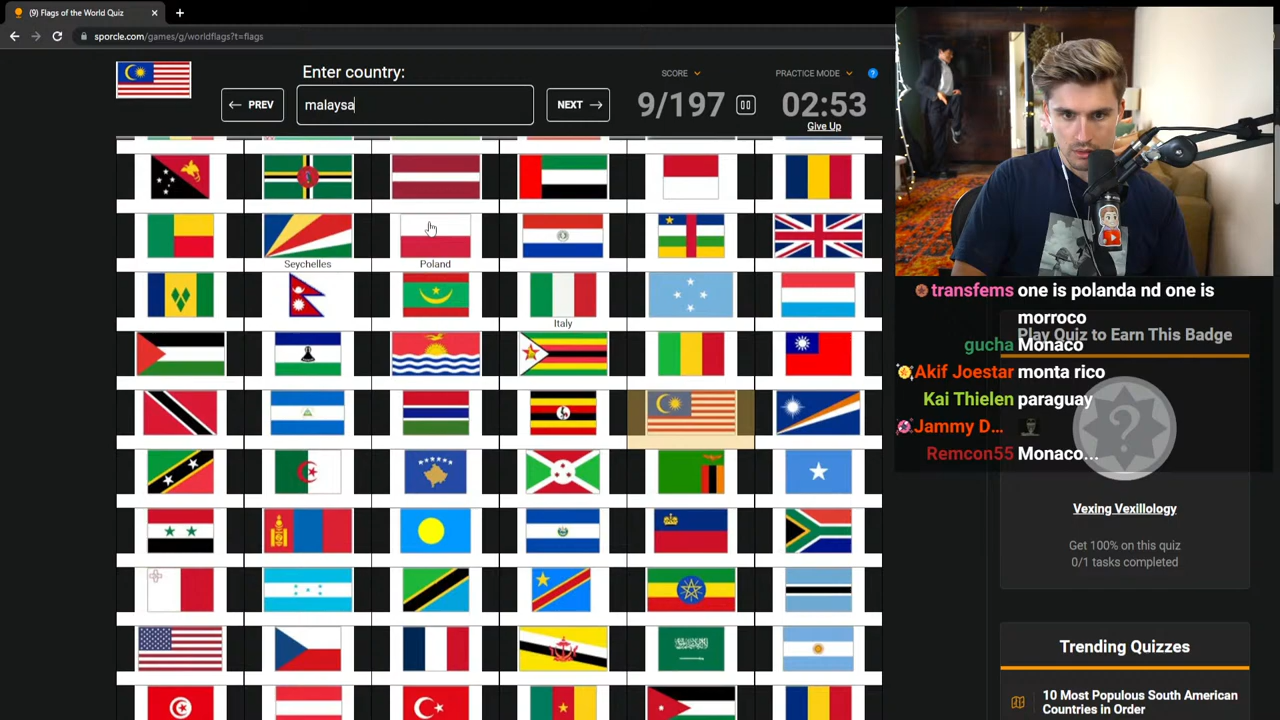 (9) Flags of the World Quiz
sporcle.com/games/g/worldflags?t=flags
Enter country:
SCORE
PRACTICE MODE
?
PREV
malaysa
NEXT
9/197
02:53
Give Up
Seychelles
Poland
Italy
transfems one is polanda nd one is
morroco
Play Quiz to Earn This Badge
gucha Monaco
Akif Joestar monta rico
Kai Thielen paraguay
Jammy D...
Remcon55 Monaco...
?
Vexing Vexillology
Get 100% on this quiz
0/1 tasks completed
Trending Quizzes
10 Most Populous South American
Countries in Order